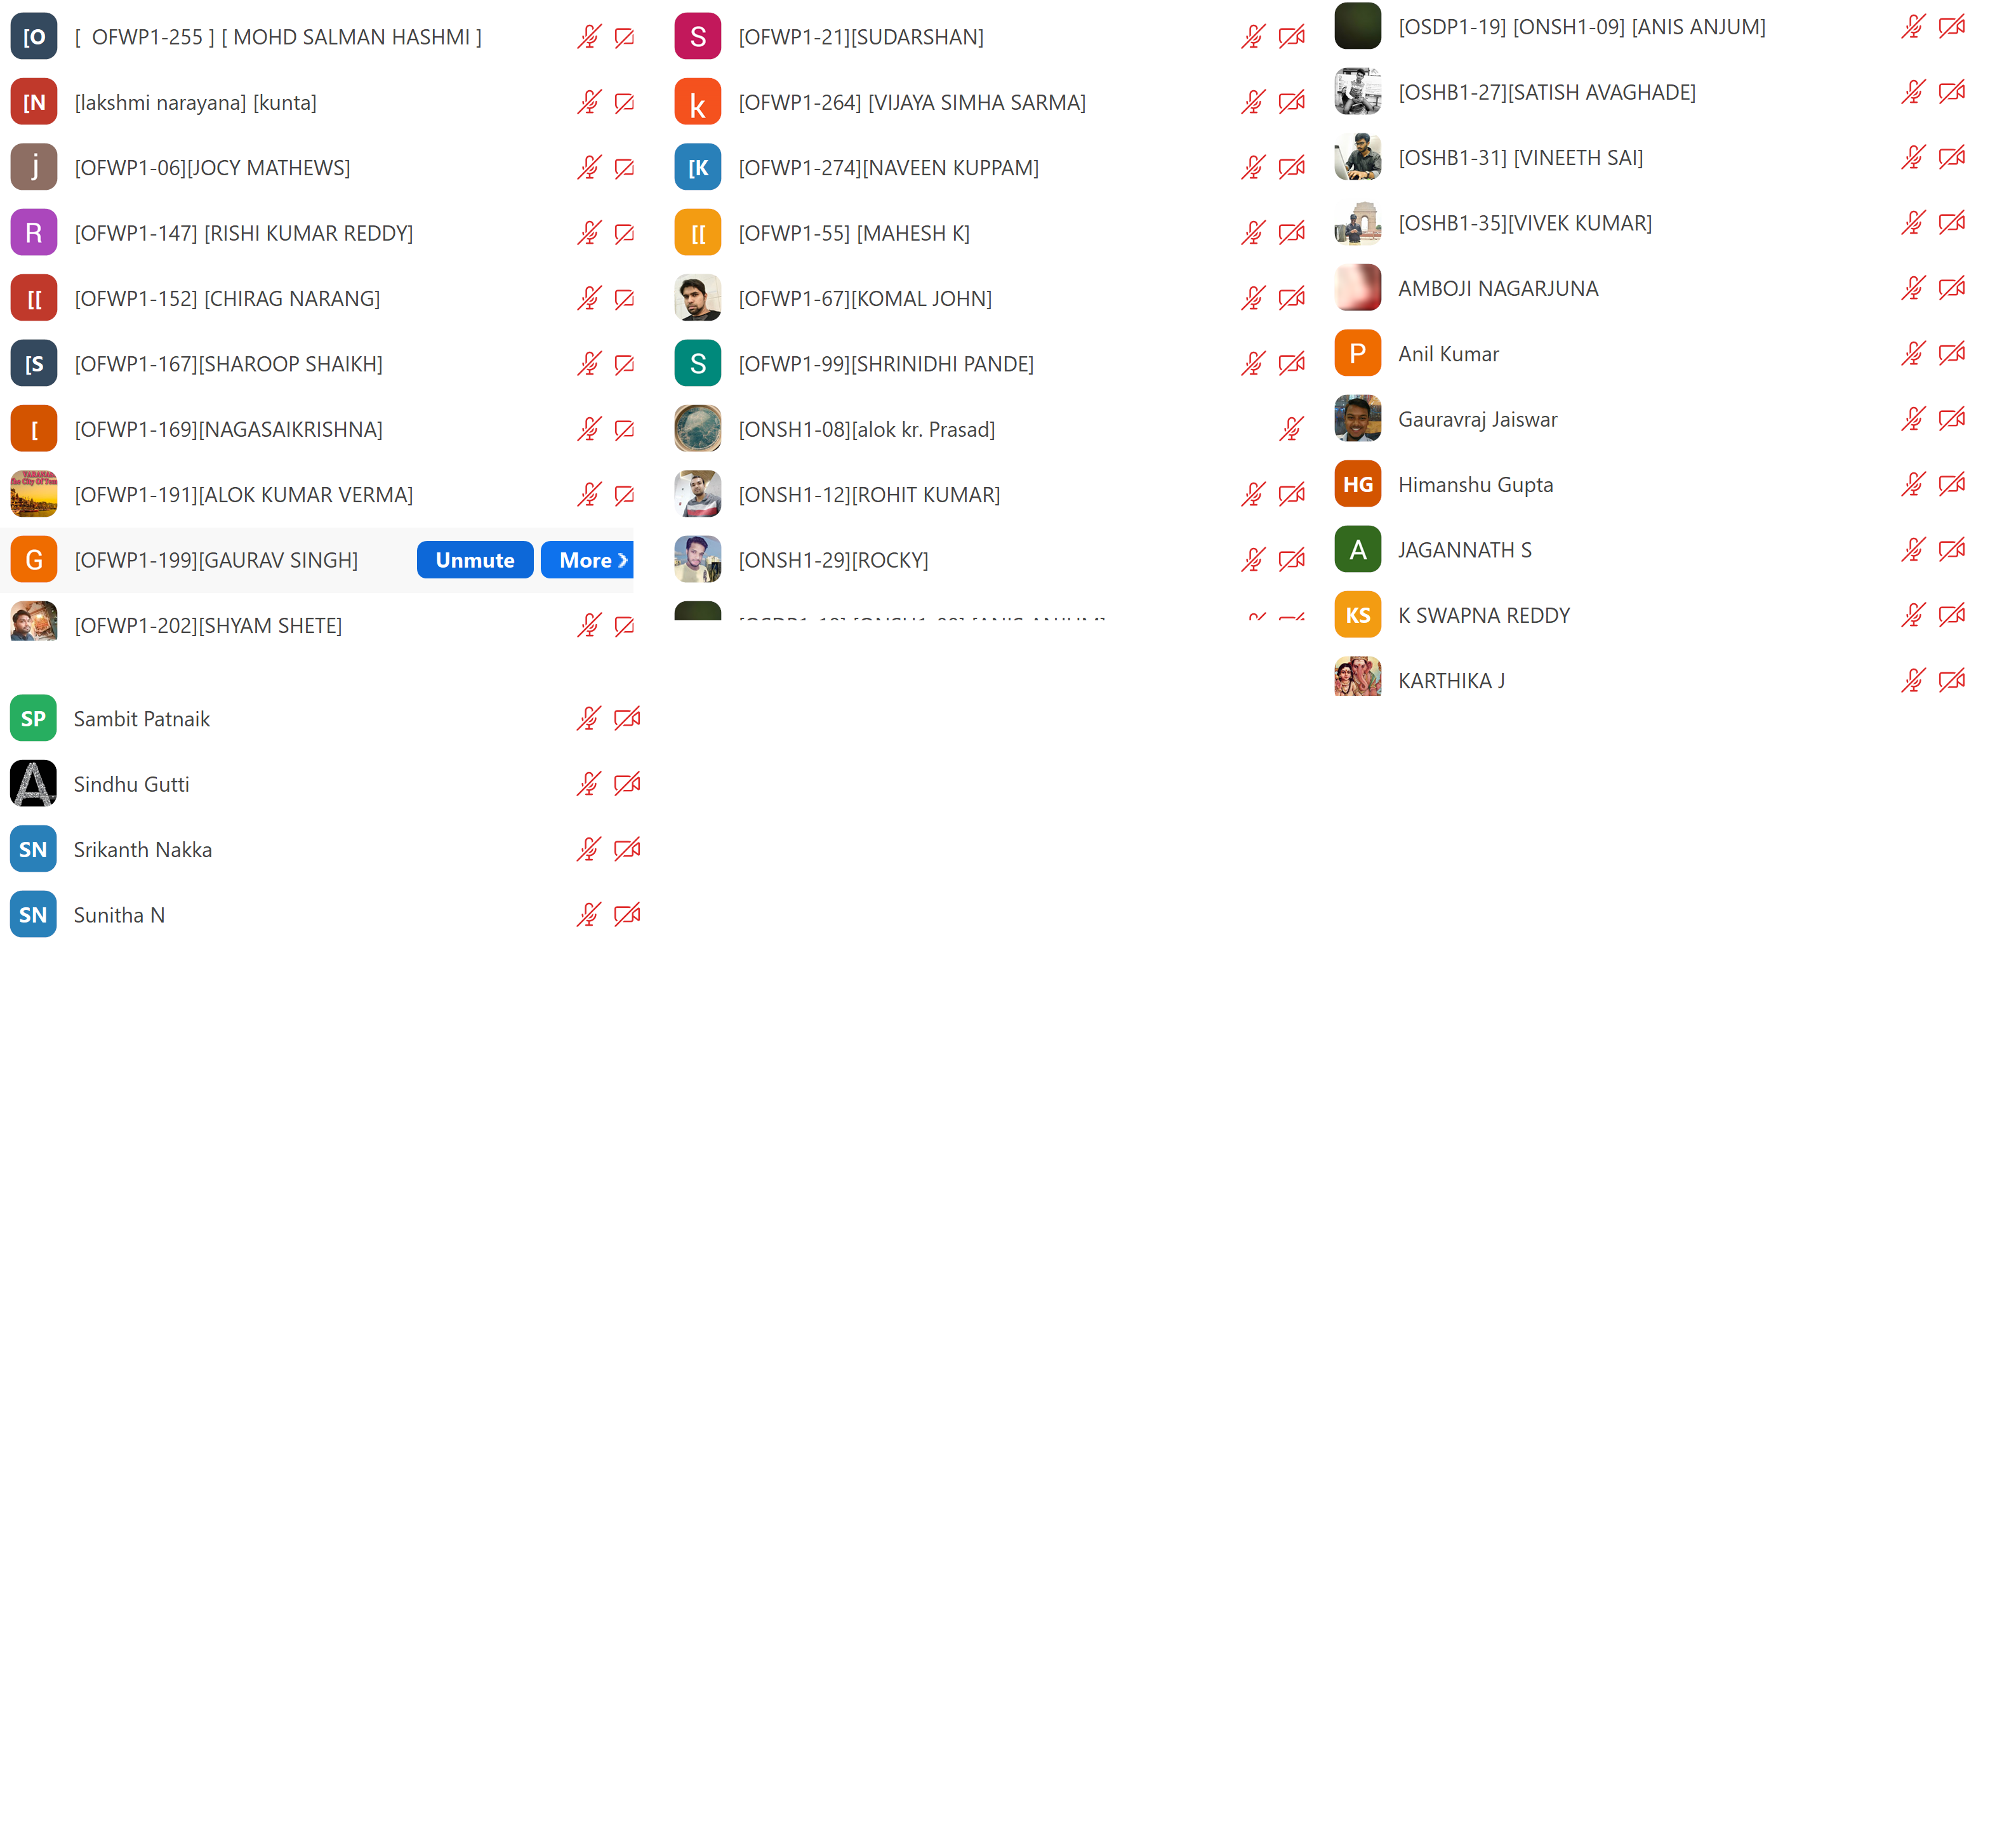 [O
[  OFWP1-255 ] [ MOHD SALMAN HASHMI ]
[N
[lakshmi narayana] [kunta]
j
[OFWP1-06][JOCY MATHEWS]
R
[OFWP1-147] [RISHI KUMAR REDDY]
[[
[OFWP1-152] [CHIRAG NARANG]
[S
[OFWP1-167][SHAROOP SHAIKH]
[
[OFWP1-169][NAGASAIKRISHNA]
[OFWP1-191][ALOK KUMAR VERMA]
G
[OFWP1-199][GAURAV SINGH]
Unmute
More >
[OFWP1-202][SHYAM SHETE]
SP
Sambit Patnaik
A
Sindhu Gutti
SN
Srikanth Nakka
SN
Sunitha N
S
[OFWP1-21][SUDARSHAN]
k
[OFWP1-264] [VIJAYA SIMHA SARMA]
[K
[OFWP1-274][NAVEEN KUPPAM]
[[
[OFWP1-55] [MAHESH K]
[OFWP1-67][KOMAL JOHN]
S
[OFWP1-99][SHRINIDHI PANDE]
[ONSH1-08][alok kr. Prasad]
[ONSH1-12][ROHIT KUMAR]
[ONSH1-29][ROCKY]
[OSDP1-19] [ONSH1-09] [ANIS ANJUM]
[OSHB1-27][SATISH AVAGHADE]
[OSHB1-31] [VINEETH SAI]
[OSHB1-35][VIVEK KUMAR]
AMBOJI NAGARJUNA
P
Anil Kumar
Gauravraj Jaiswar
HG
Himanshu Gupta
A
JAGANNATH S
KS
K SWAPNA REDDY
KARTHIKA J